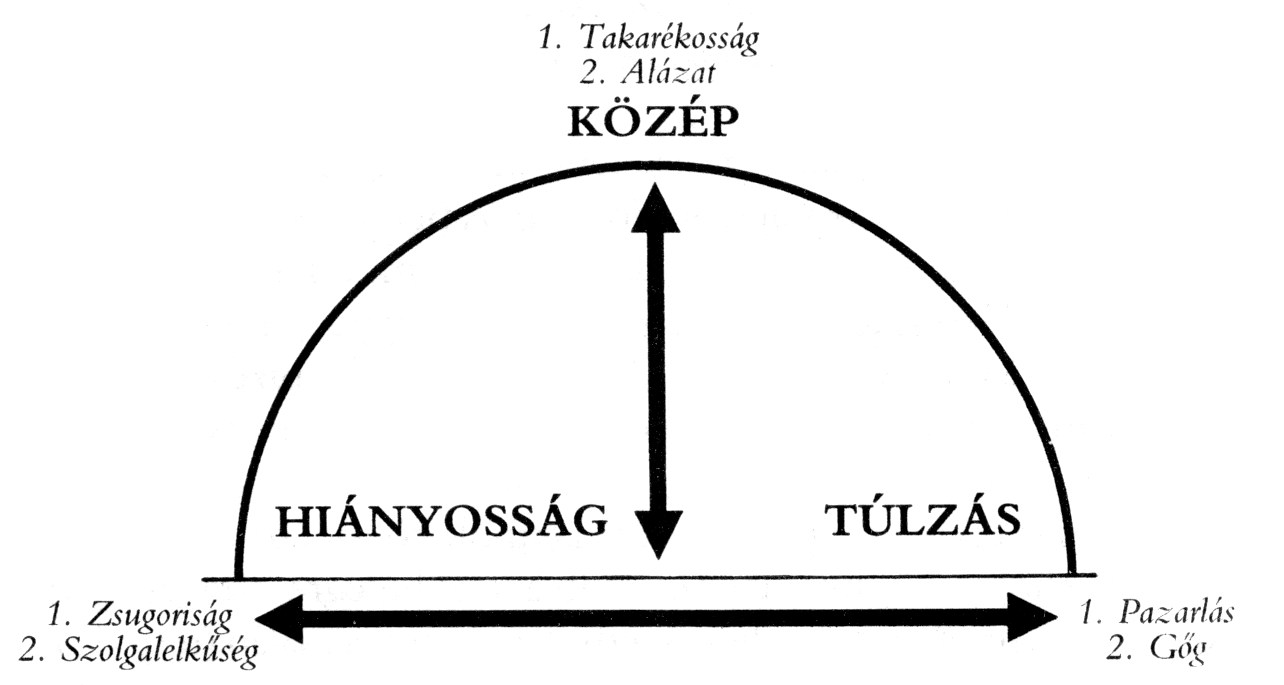 1. Takarékosság
2. Alázat
KÖZÉP
HIÁNYOSSÁG
TÚLZÁS
1. Zsugoriság
2. Szolgalelkűség
1. Pazarlás
2. Gőg